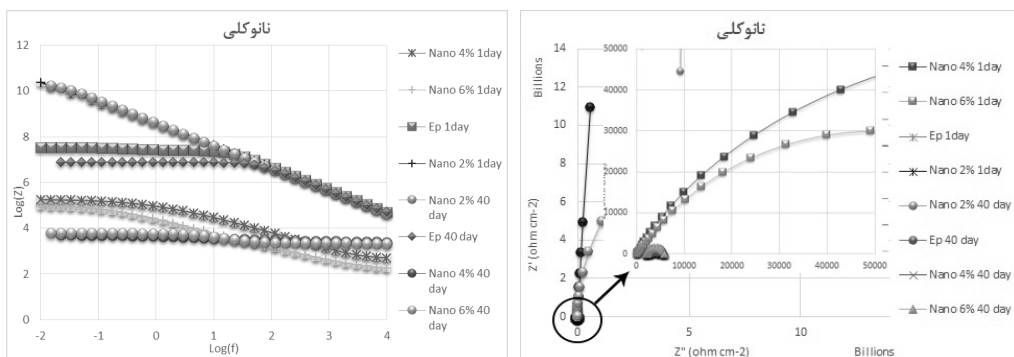 نانوکلی
12
10
8
6
4
2
0
Log(Z)
-2
-1
0
1
2
3
4
Log(f)
Nano 4% 1day
Nano 6% 1day
Ep 1day
Nano 2% 1day
Nano 2% 40
day
Ep 40 day
Nano 4% 40
day
Nano 6% 40
day
نانوکلی
14
12
10
8
6
4
2
0
Billions
Z' (ohm cm-2)
50000
40000
30000
20000
10000
0
0
10000
20000
30000
40000
50000
0
5
10
Z" (ohm cm-2)
Billions
Nano 4% 1day
Nano 6% 1day
Ep 1day
Nano 2% 1day
Nano 2% 40 day
Ep 40 day
Nano 4% 40 day
Nano 6% 40 day